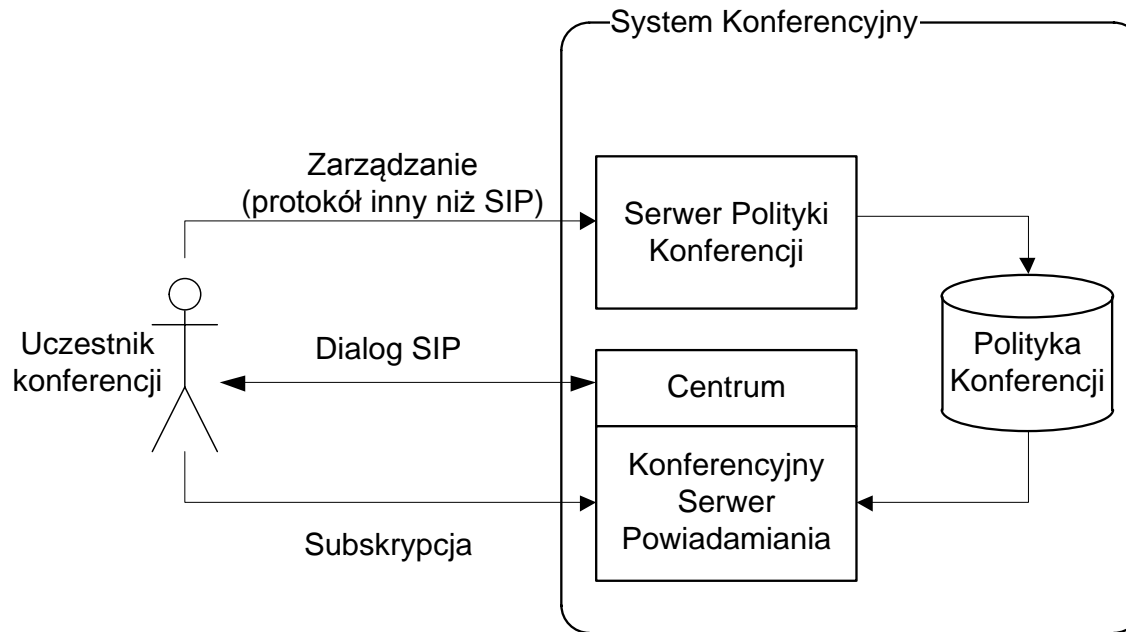 System Konferencyjny
Zarządzanie
(protokół inny niż SIP)
Serwer Polityki
Konferencji
Uczestnik
konferencji
Dialog SIP
Centrum
Polityka
Konferencji
Konferencyjny
Serwer
Powiadamiania
Subskrypcja